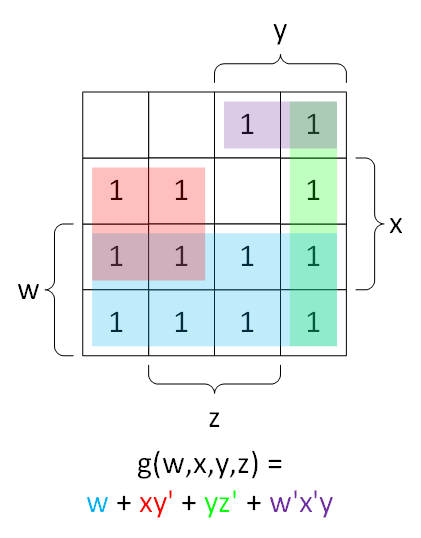 y
1 1
1 1 1
x
1 1 1 1
w
1 1 1 1
z
g(w,x,y,z) =
w + xy' + yz' + w'x'y